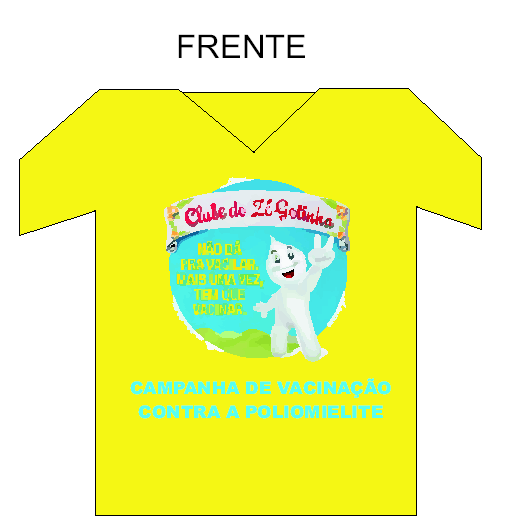 FRENTE
Clube do Zé Gotinha
NÃO DÁ
PRA VACILAR.
MAIS UMA VEZ,
TEM QUE
VACINAR.
CAMPANHA DE VACINAÇÃO
CONTRA A POLIOMIELITE